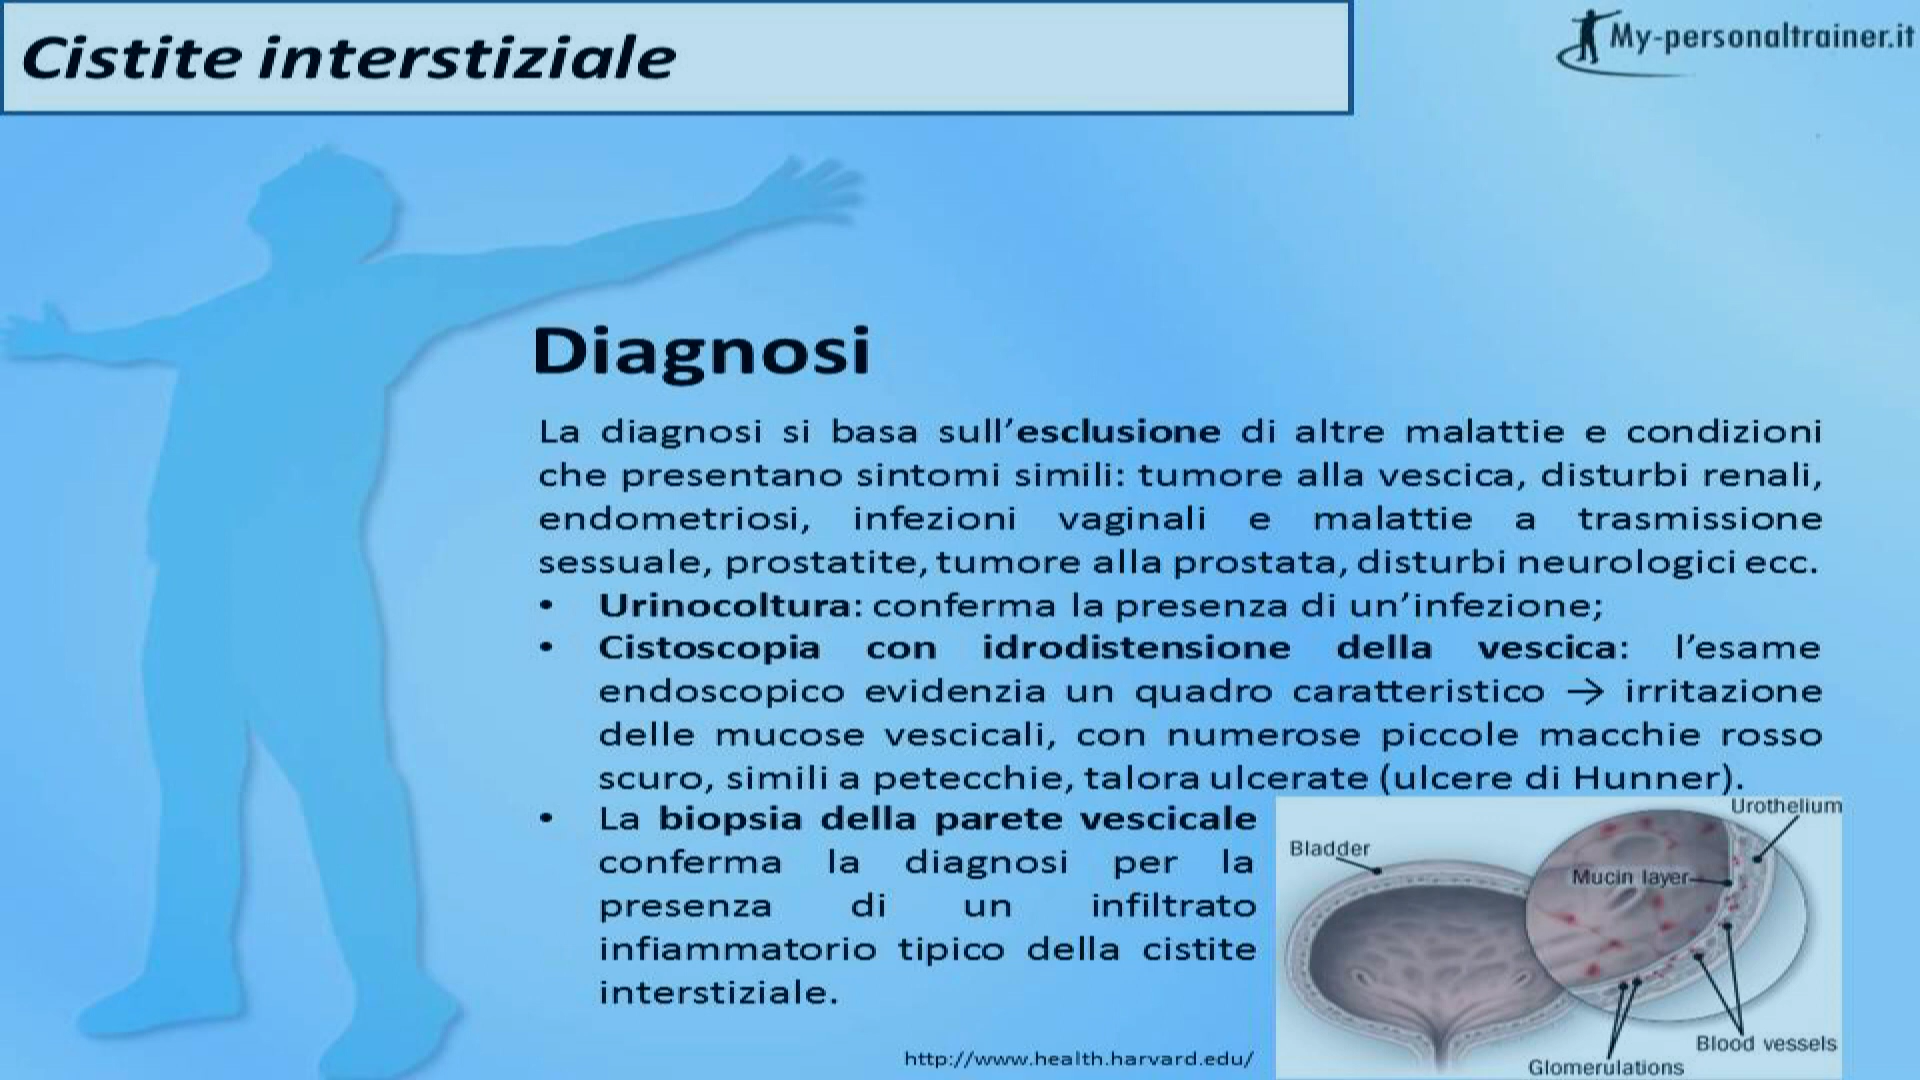 Cistite interstiziale
My-personaltrainer.it
Diagnosi
La diagnosi si basa sull’esclusione di altre malattie e condizioni
che presentano sintomi simili: tumore alla vescica, disturbi renali,
endometriosi, infezioni vaginali e malattie a trasmissione
sessuale, prostatite, tumore alla prostata, disturbi neurologici ecc.
• Urinocoltura: conferma la presenza di un’infezione;
• Cistoscopia con idrodistensione della vescica: l’esame
endoscopico evidenzia un quadro caratteristico → irritazione
delle mucose vescicali, con numerose piccole macchie rosso
scuro, simili a petecchie, talora ulcerate (ulcere di Hunner).
• La biopsia della parete vescicale
conferma la diagnosi per la
presenza di un infiltrato
infiammatorio tipico della cistite
interstiziale.
http://www.health.harvard.edu/
Urothelium
Bladder
Mucin layer
Blood vessels
Glomerulations